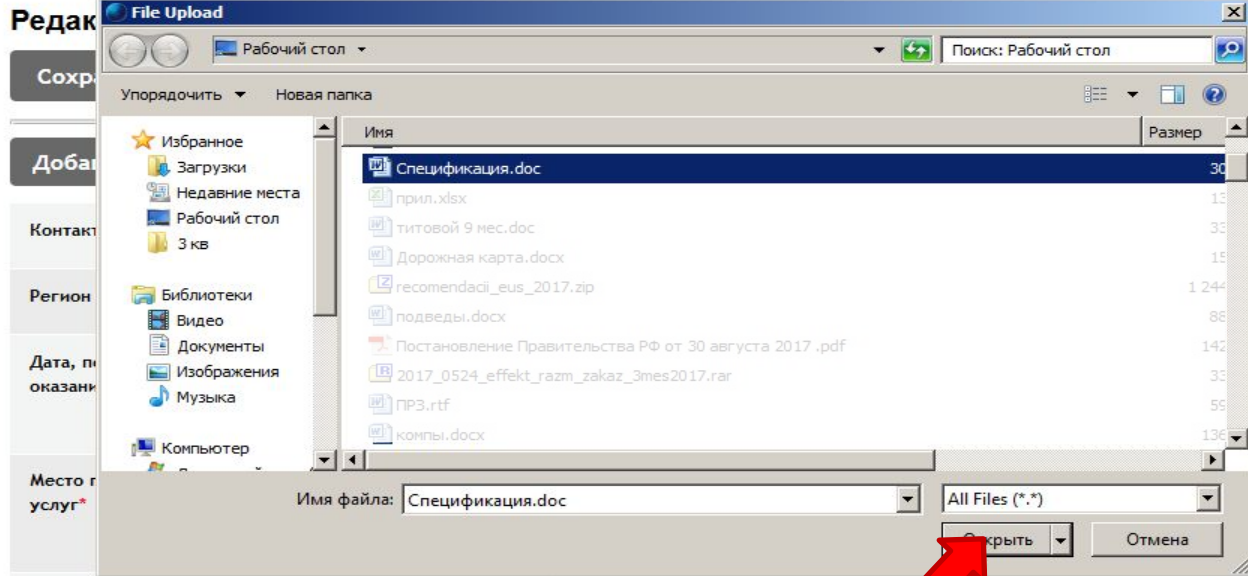 Редак
File Upload
Рабочий стол
Поиск: Рабочий стол
Сохра
Упорядочить
Новая папка
Имя
Размер
Избранное
Загрузки
Недавние места
Рабочий стол
3 кв
Библиотеки
Видео
Документы
Изображения
Музыка
Компьютер
Спецификация.doc 30
прил.xlsx 13
титовой 9 мес.doc 33
Дорожная карта.docx 15
recomendacii_eus_2017.zip 1 244
подведы.docx 88
Постановление Правительства РФ от 30 августа 2017 .pdf 142
2017_0524_effekt_razm_zakaz_3mes2017.rar 33
ПРЗ.rtf 59
компы.docx 136
Добав
Контакт
Регион
Дата, п
оказани
Место п
услуг*
Имя файла: Спецификация.doc
All Files (*.*)
Открыть
Отмена